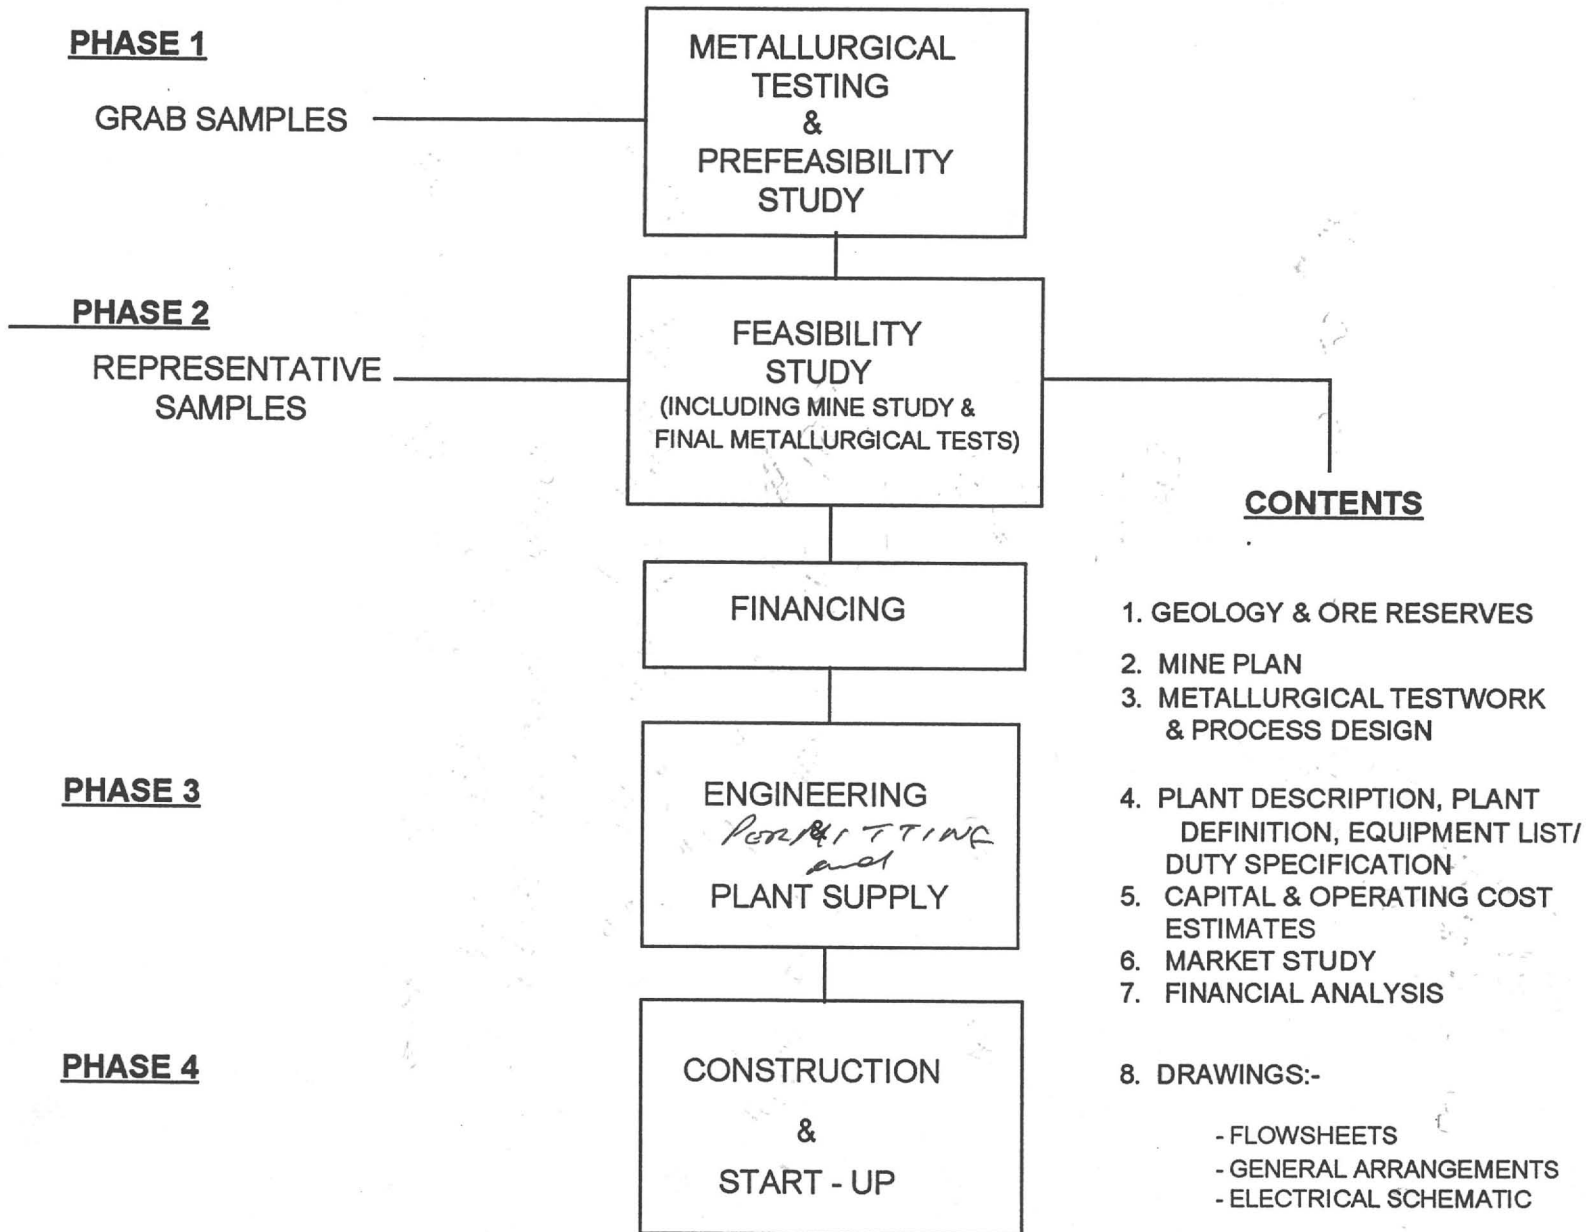 PHASE 1
GRAB SAMPLES
METALLURGICAL
TESTING
&
PREFEASIBILITY
STUDY
PHASE 2
REPRESENTATIVE
SAMPLES
FEASIBILITY
STUDY
(INCLUDING MINE STUDY &
FINAL METALLURGICAL TESTS)
FINANCING
PHASE 3
ENGINEERING
&
PERMITTING
and
PLANT SUPPLY
PHASE 4
CONSTRUCTION
&
START - UP
CONTENTS
1. GEOLOGY & ORE RESERVES
2. MINE PLAN
3. METALLURGICAL TESTWORK
& PROCESS DESIGN
4. PLANT DESCRIPTION, PLANT
DEFINITION, EQUIPMENT LIST/
DUTY SPECIFICATION
5. CAPITAL & OPERATING COST
ESTIMATES
6. MARKET STUDY
7. FINANCIAL ANALYSIS
8. DRAWINGS:-
- FLOWSHEETS
- GENERAL ARRANGEMENTS
- ELECTRICAL SCHEMATIC